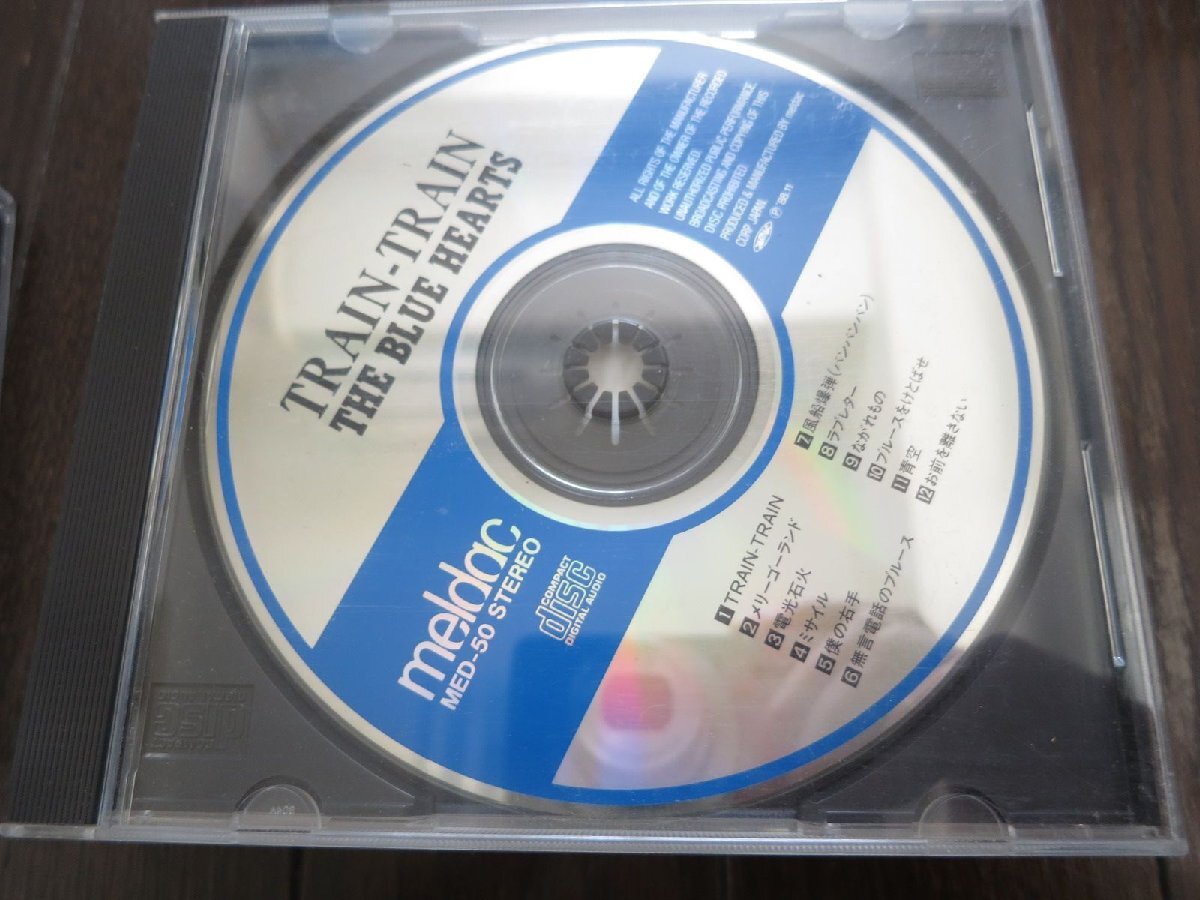 TRAIN-TRAIN
THE BLUE HEARTS
ALL RIGHTS OF THE MANUFACTURER
AND OF THE OWNER OF THE RECORDED
WORK RESERVED.
UNAUTHORIZED PUBLIC PERFORMANCE
BROADCASTING AND COPYING OF THIS
DISC PROHIBITED
PRODUCED & MANUFACTURED BY meldac
CORP. JAPAN. Ⓟ '88.11
meldac
MED-50 STEREO
COMPACT
disc
DIGITAL AUDIO
1 TRAIN-TRAIN
2 メリーゴーランド
3 電光石火
4 ミサイル
5 僕の右手
6 無言電話のブルース
7 風船爆弾(バンバンバン)
8 ラブレター
9 ながれもの
10 ブルースをけとばせ
11 青空
12 お前を離さない